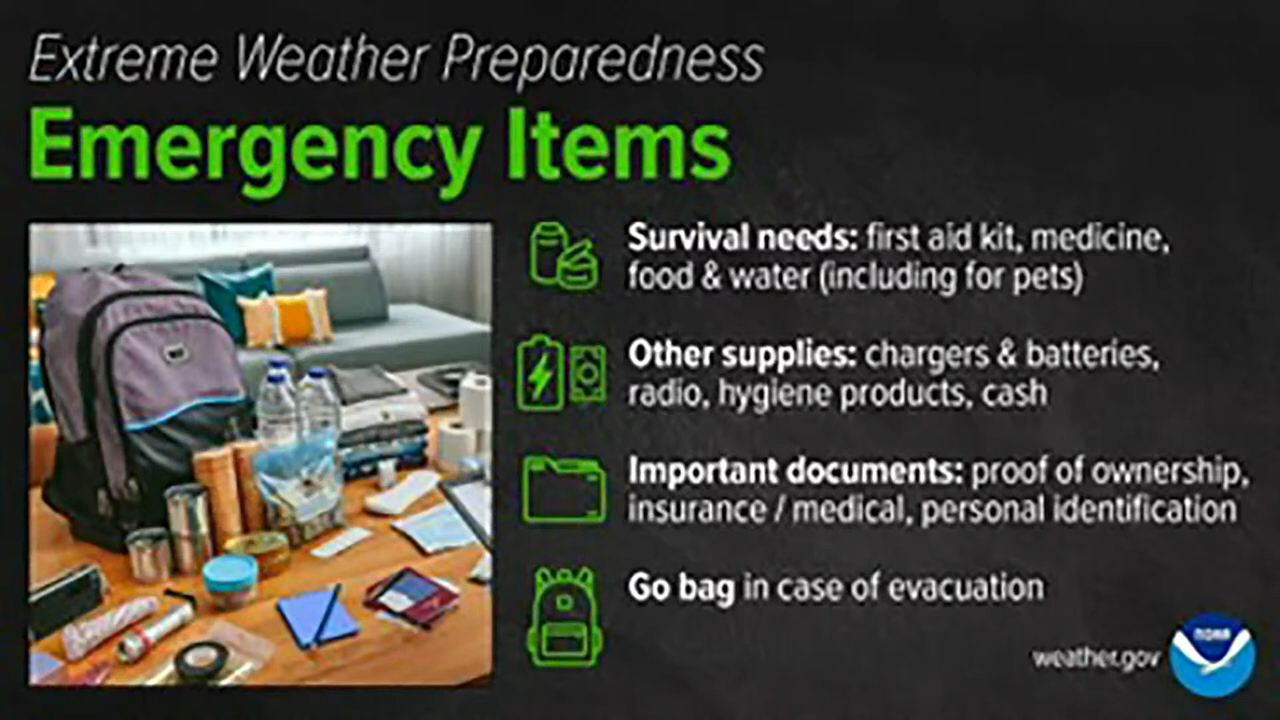 Extreme Weather Preparedness
Emergency Items
Survival needs: first aid kit, medicine,
food & water (including for pets)
Other supplies: chargers & batteries,
radio, hygiene products, cash
Important documents: proof of ownership,
insurance / medical, personal identification
Go bag in case of evacuation
weather.gov
NOAA